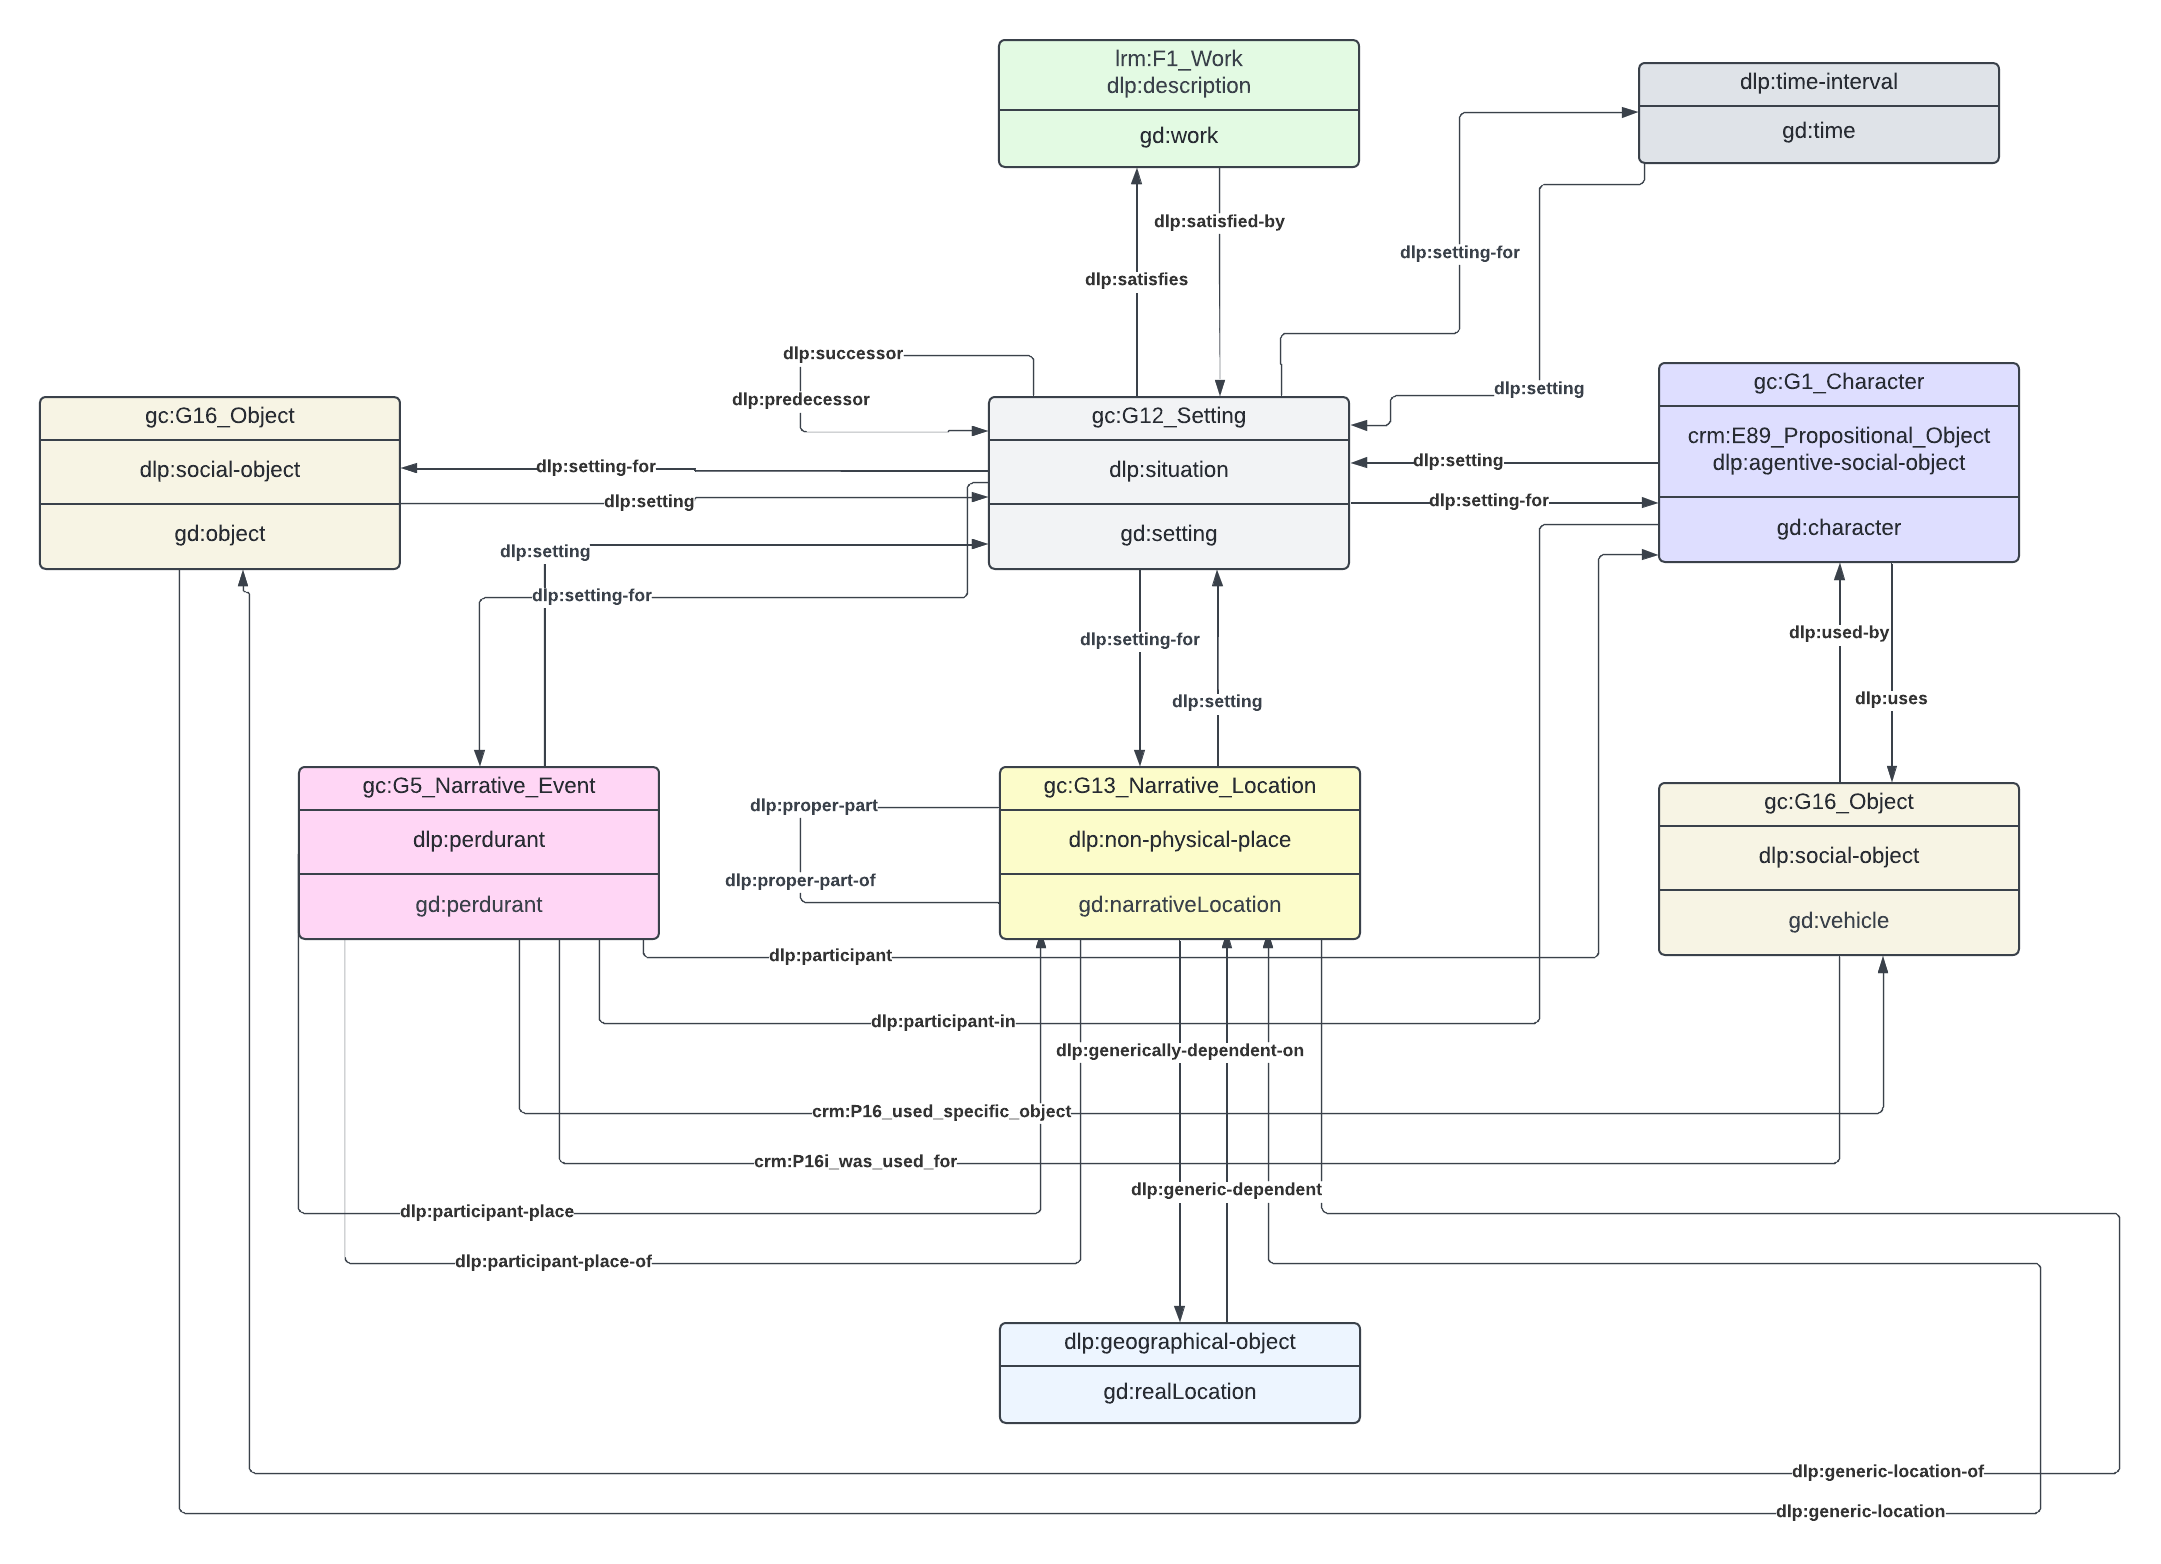 lrm:F1_Work
dlp:description
gd:work
dlp:time-interval
gd:time
dlp:satisfied-by
dlp:setting-for
dlp:satisfies
dlp:successor
dlp:predecessor
dlp:setting
gc:G16_Object
dlp:social-object
gd:object
gc:G12_Setting
dlp:situation
gd:setting
gc:G1_Character
crm:E89_Propositional_Object
dlp:agentive-social-object
gd:character
dlp:setting-for
dlp:setting
dlp:setting
dlp:setting-for
dlp:setting
dlp:setting-for
dlp:setting-for
dlp:setting
dlp:used-by
dlp:uses
gc:G5_Narrative_Event
dlp:perdurant
gd:perdurant
dlp:proper-part
dlp:proper-part-of
gc:G13_Narrative_Location
dlp:non-physical-place
gd:narrativeLocation
gc:G16_Object
dlp:social-object
gd:vehicle
dlp:participant
dlp:participant-in
dlp:generically-dependent-on
crm:P16_used_specific_object
crm:P16i_was_used_for
dlp:generic-dependent
dlp:participant-place
dlp:participant-place-of
dlp:geographical-object
gd:realLocation
dlp:generic-location-of
dlp:generic-location